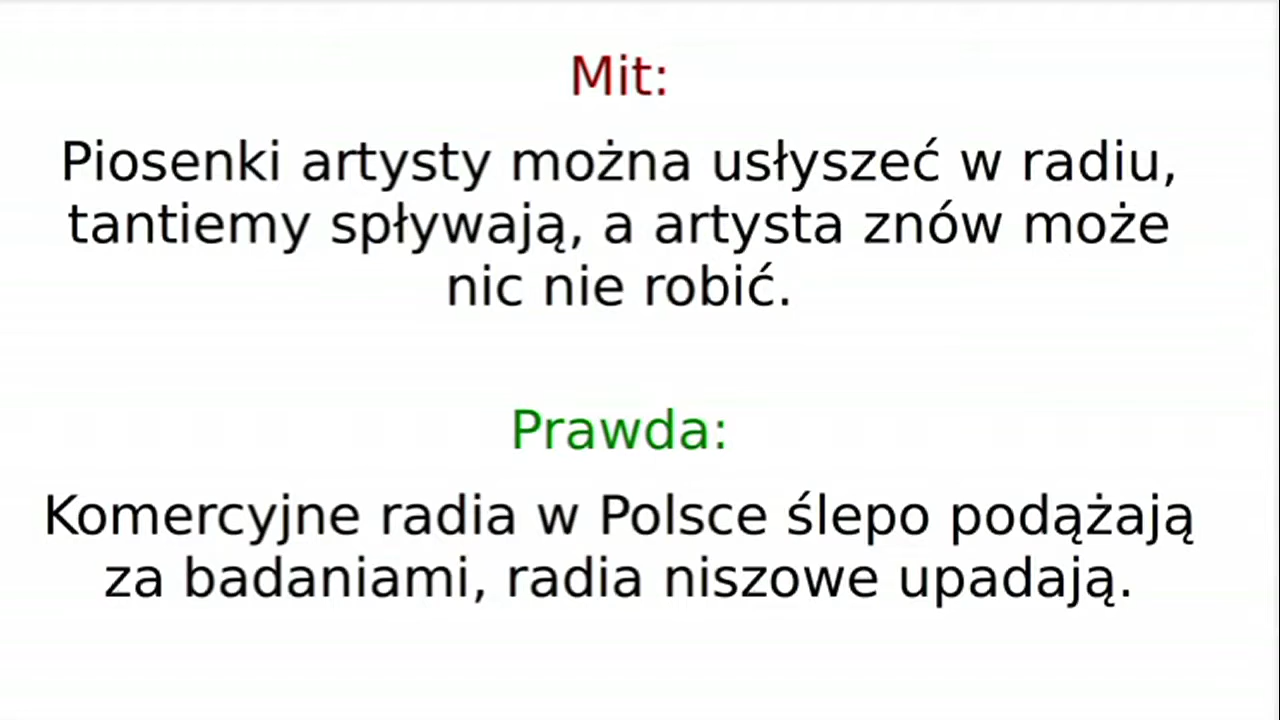 Mit:
Piosenki artysty można usłyszeć w radiu,
tantiemy spływają, a artysta znów może
nic nie robić.
Prawda:
Komercyjne radia w Polsce ślepo podążają
za badaniami, radia niszowe upadają.